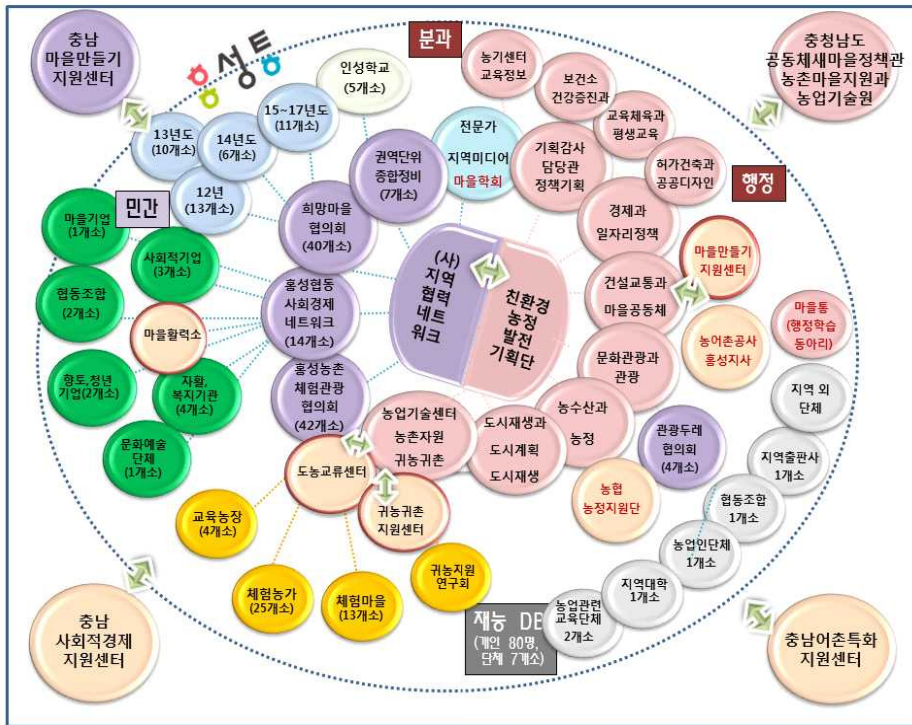 충남
마을만들기
지원센터
홍성통
분과
충청남도
공동체새마을정책관
농촌마을지원과
농업기술원
인성학교
(5개소)
농기센터
교육정보
보건소
건강증진과
교육체육과
평생교육
허가건축과
공공디자인
행정
13년도
(10개소)
14년도
(6개소)
15~17년도
(11개소)
12년
(13개소)
권역단위
종합정비
(7개소)
전문가
지역미디어
마을학회
기획감사
담당관
정책기획
경제과
일자리정책
민간
마을기업
(1개소)
사회적기업
(3개소)
협동조합
(2개소)
마을활력소
향토,청년
기업(2개소)
자활,
복지기관
(4개소)
문화예술
단체
(1개소)
희망마을
협의회
(40개소)
홍성협동
사회경제
네트워크
(14개소)
홍성농촌
체험관광
협의회
(42개소)
(사)
지역
협력
네트
워크
친환경
농정
발전
기획단
건설교통과
마을공동체
마을만들기
지원센터
문화관광과
관광
농어촌공사
홍성지사
마을통
(행정학습
동아리)
농업기술센터
농촌자원
귀농귀촌
도시재생과
도시계획
도시재생
농수산과
농정
관광두레
협의회
(4개소)
농협
농정지원단
지역 외
단체
지역출판사
1개소
협동조합
1개소
농업인단체
1개소
지역대학
1개소
농업관련
교육단체
2개소
도농교류센터
귀농귀촌
지원센터
교육농장
(4개소)
체험농가
(25개소)
체험마을
(13개소)
귀농지원
연구회
재능 DB
(개인 80명,
단체 7개소)
충남
사회적경제
지원센터
충남어촌특화
지원센터